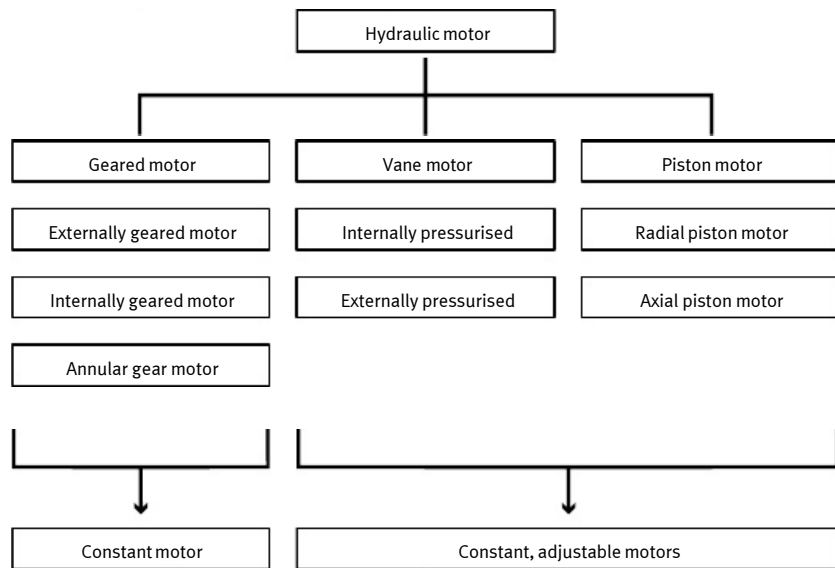 Hydraulic motor
Geared motor
Vane motor
Piston motor
Externally geared motor
Internally pressurised
Radial piston motor
Internally geared motor
Externally pressurised
Axial piston motor
Annular gear motor
Constant motor
Constant, adjustable motors